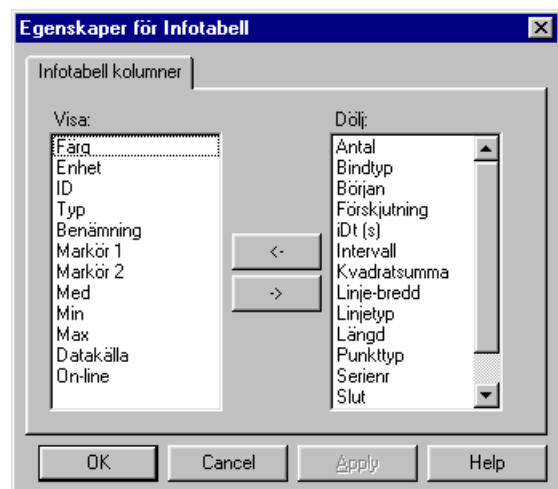 Egenskaper för Infotabell
Infotabell kolumner
Visa:
Färg
Enhet
ID
Typ
Benämning
Markör 1
Markör 2
Med
Min
Max
Datakälla
On-line
<-
->
Dölj:
Antal
Bindtyp
Början
Förskjutning
iDt (s)
Intervall
Kvadratsumma
Linje-bredd
Linjetyp
Längd
Punkttyp
Serienr
Slut
OK
Cancel
Apply
Help